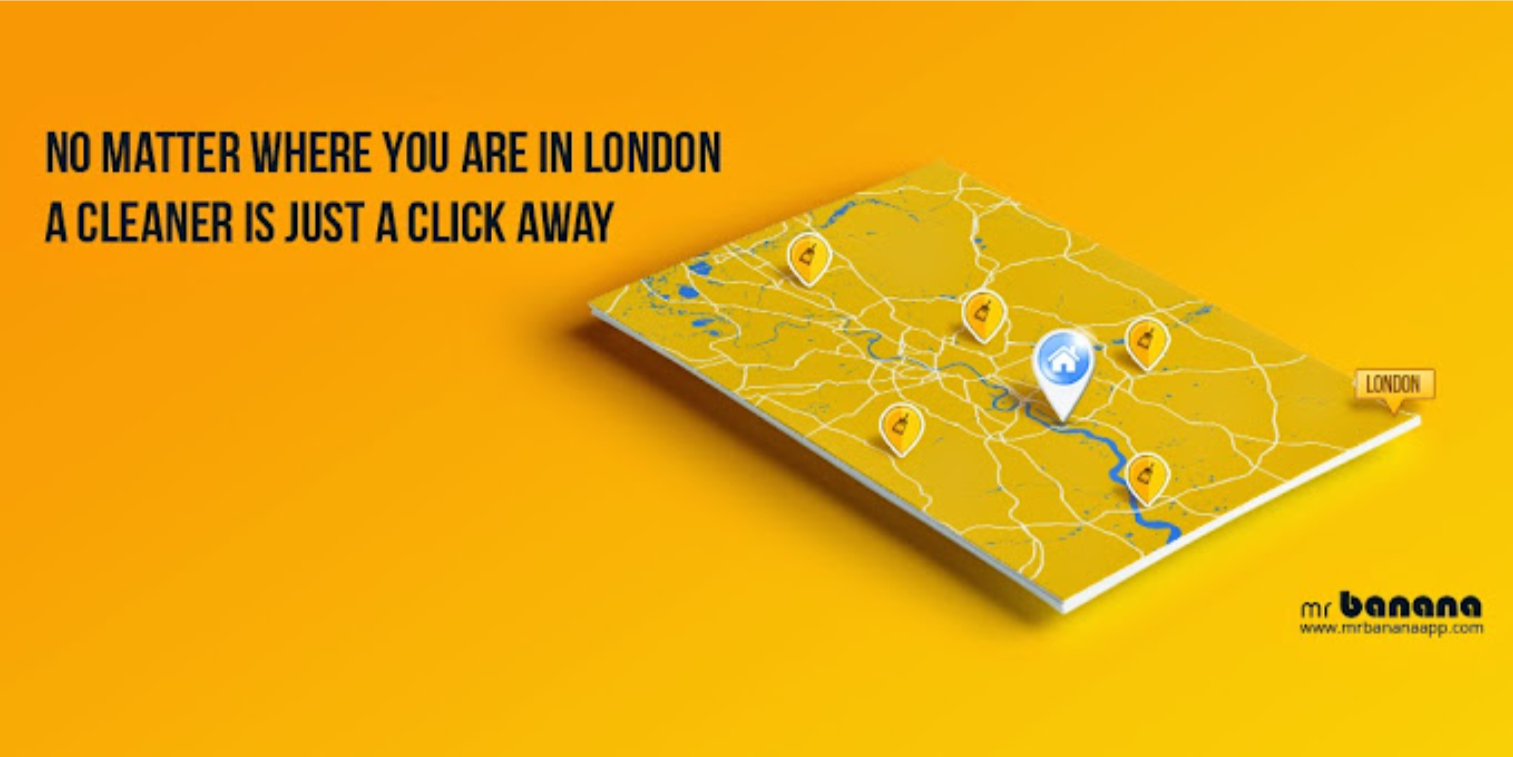 NO MATTER WHERE YOU ARE IN LONDON
A CLEANER IS JUST A CLICK AWAY
LONDON
mr banana
www.mrbananaapp.com